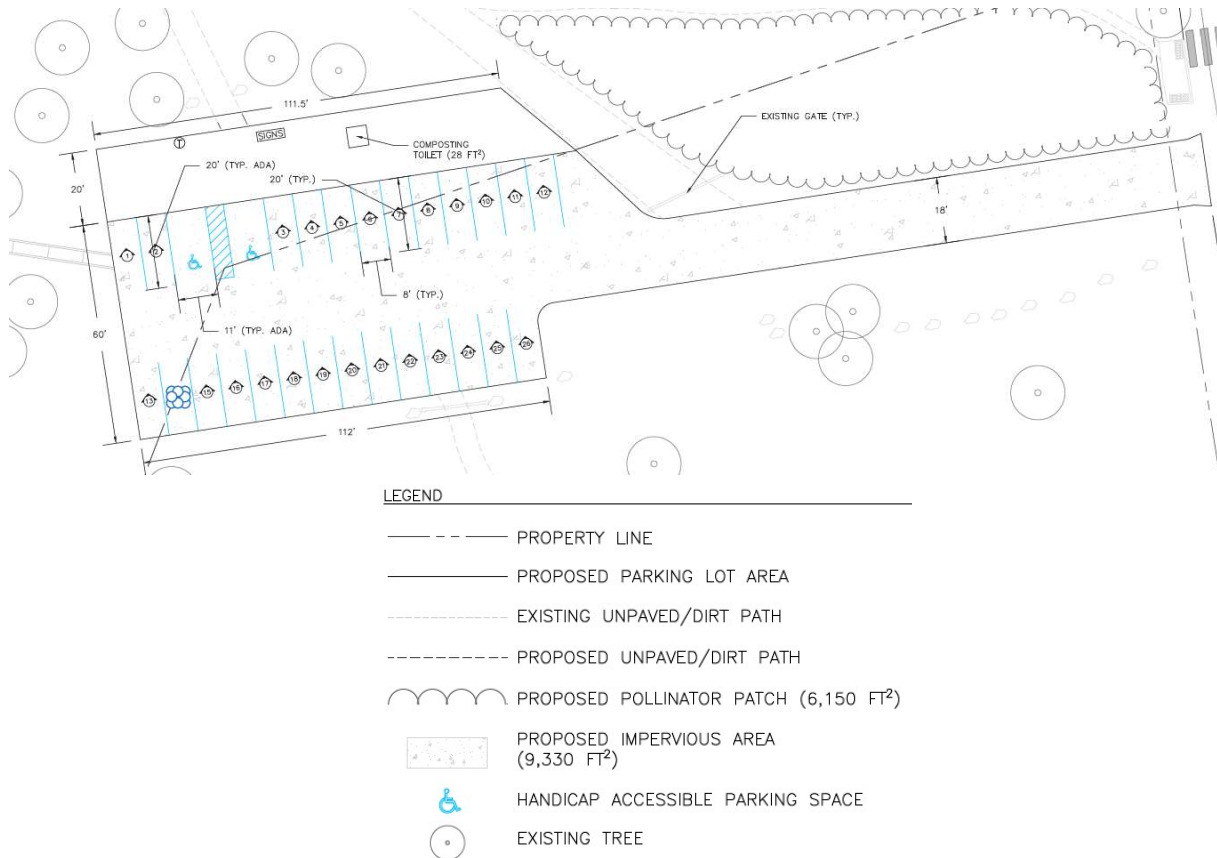 111.5'
SIGNS
T
COMPOSTING
TOILET (28 FT²)
EXISTING GATE (TYP.)
20'
20' (TYP. ADA)
20' (TYP.)
1
2
3
4
5
6
7
8
9
10
11
12
18'
8' (TYP.)
11' (TYP. ADA)
60'
13
15
16
17
18
19
20
21
22
23
24
25
26
112'
LEGEND
PROPERTY LINE
PROPOSED PARKING LOT AREA
EXISTING UNPAVED/DIRT PATH
PROPOSED UNPAVED/DIRT PATH
PROPOSED POLLINATOR PATCH (6,150 FT²)
PROPOSED IMPERVIOUS AREA
(9,330 FT²)
HANDICAP ACCESSIBLE PARKING SPACE
EXISTING TREE